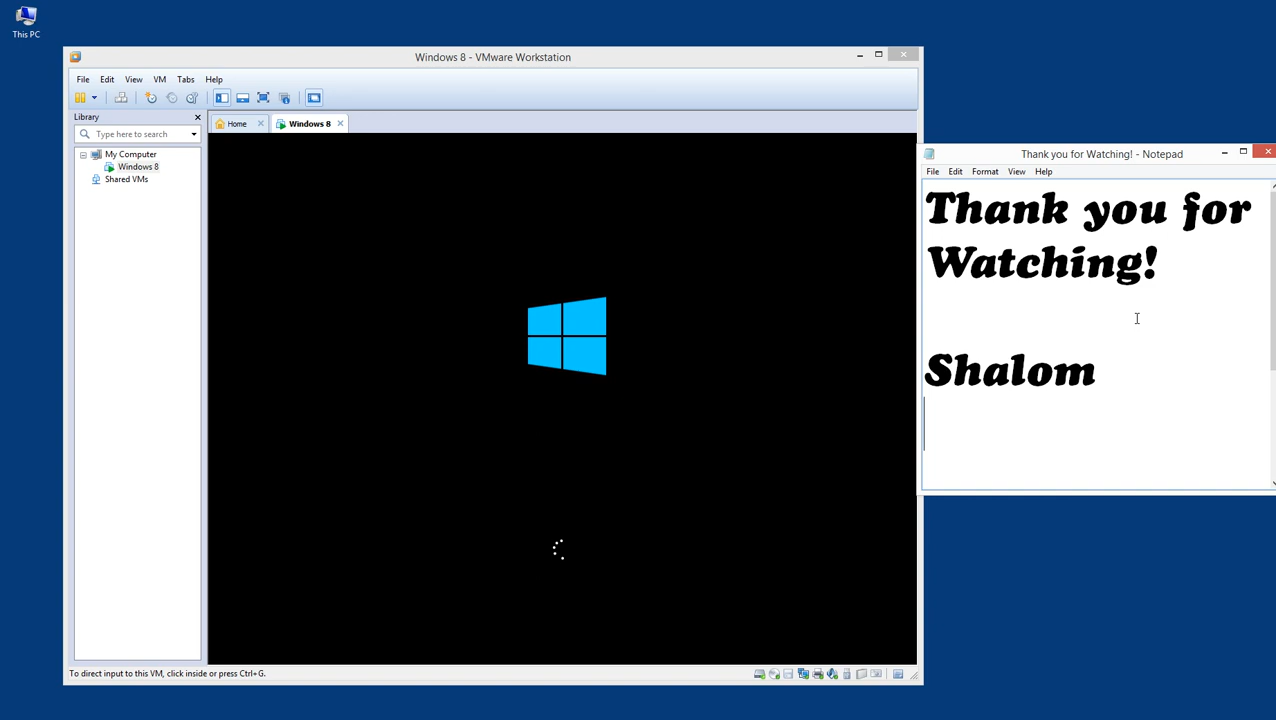 This PC
Windows 8 - VMware Workstation
File Edit View VM Tabs Help
Library
Type here to search
My Computer
Windows 8
Shared VMs
Home
Windows 8
To direct input to this VM, click inside or press Ctrl+G.
Thank you for Watching! - Notepad
File Edit Format View Help
Thank you for
Watching!
Shalom